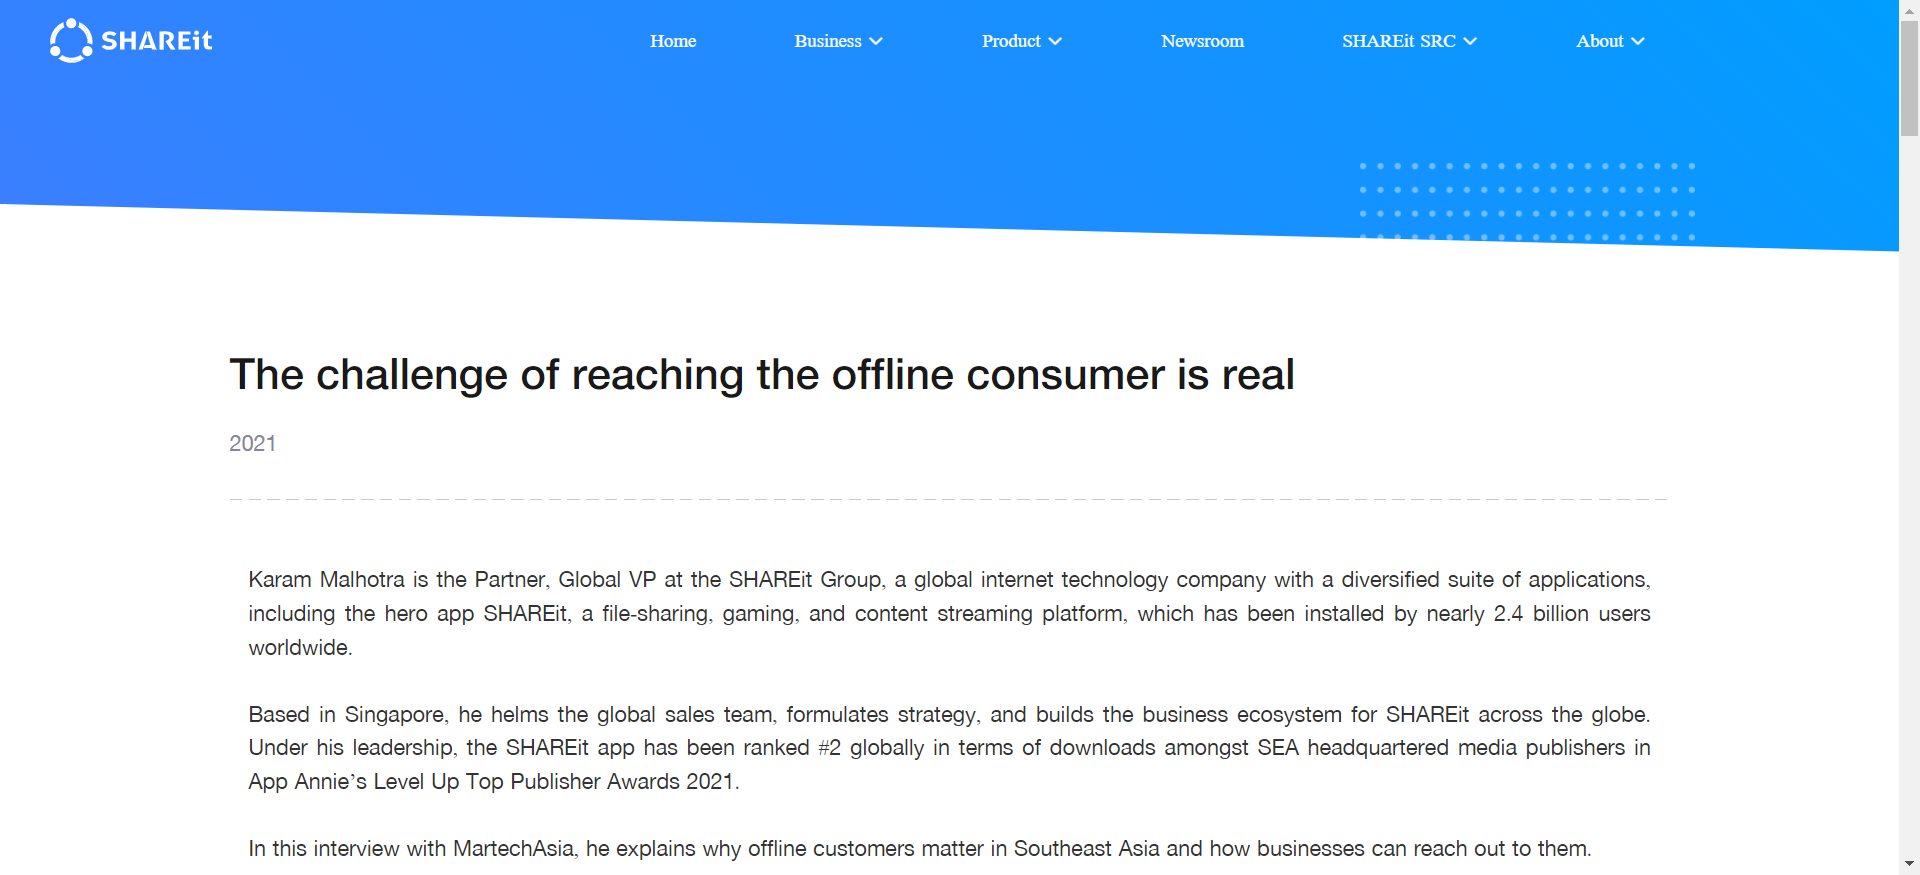 SHAREit
Home Business Product Newsroom SHAREit SRC About
The challenge of reaching the offline consumer is real
2021
Karam Malhotra is the Partner, Global VP at the SHAREit Group, a global internet technology company with a diversified suite of applications,
including the hero app SHAREit, a file-sharing, gaming, and content streaming platform, which has been installed by nearly 2.4 billion users
worldwide.
Based in Singapore, he helms the global sales team, formulates strategy, and builds the business ecosystem for SHAREit across the globe.
Under his leadership, the SHAREit app has been ranked #2 globally in terms of downloads amongst SEA headquartered media publishers in
App Annie’s Level Up Top Publisher Awards 2021.
In this interview with MartechAsia, he explains why offline customers matter in Southeast Asia and how businesses can reach out to them.